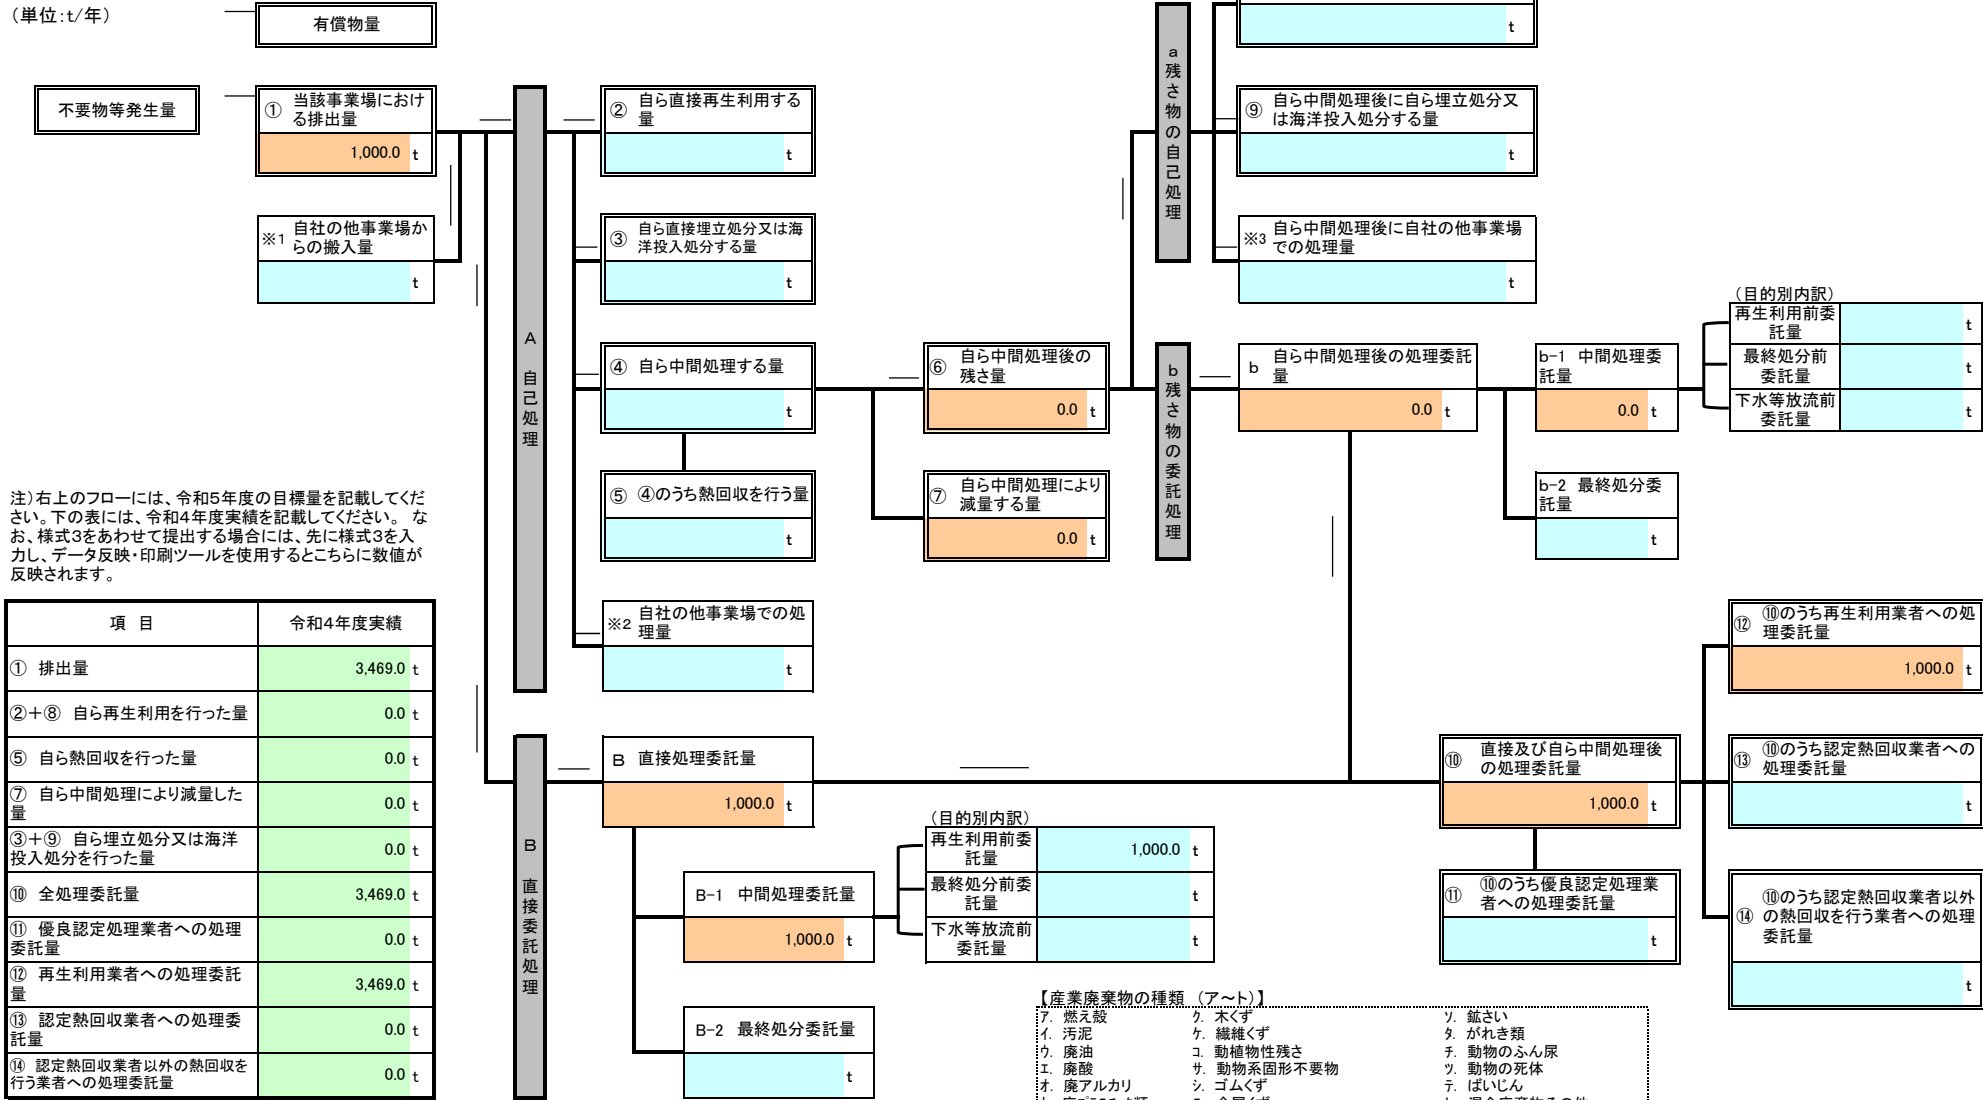 （単位：t/年）
有償物量
t
不要物等発生量
① 当該事業場におけ
る排出量
1,000.0 t
※1 自社の他事業場か
らの搬入量
t
A 自己処理
② 自ら直接再生利用する
量
t
③ 自ら直接埋立処分又は海
洋投入処分する量
t
④ 自ら中間処理する量
t
⑤ ④のうち熱回収を行う量
t
※2 自社の他事業場での処
理量
t
⑥ 自ら中間処理後の
残さ量
0.0 t
⑦ 自ら中間処理により
減量する量
0.0 t
a 残さ物の自己処理
⑨ 自ら中間処理後に自ら埋立処分又
は海洋投入処分する量
t
※3 自ら中間処理後に自社の他事業場
での処理量
t
b 残さ物の委託処理
b 自ら中間処理後の処理委託
量
0.0 t
b-1 中間処理委
託量
0.0 t
b-2 最終処分委
託量
t
（目的別内訳）
再生利用前委
託量
t
最終処分前
委託量
t
下水等放流前
委託量
t
注）右上のフローには、令和5年度の目標量を記載してくだ
さい。下の表には、令和4年度実績を記載してください。 な
お、様式3をあわせて提出する場合には、先に様式3を入
力し、データ反映・印刷ツールを使用するとこちらに数値が
反映されます。
項 目 令和4年度実績
① 排出量 3,469.0 t
②＋⑧ 自ら再生利用を行った量 0.0 t
⑤ 自ら熱回収を行った量 0.0 t
⑦ 自ら中間処理により減量した
量 0.0 t
③＋⑨ 自ら埋立処分又は海洋
投入処分を行った量 0.0 t
⑩ 全処理委託量 3,469.0 t
⑪ 優良認定処理業者への処理
委託量 0.0 t
⑫ 再生利用業者への処理委託
量 3,469.0 t
⑬ 認定熱回収業者への処理委
託量 0.0 t
⑭ 認定熱回収業者以外の熱回収を
行う業者への処理委託量 0.0 t
B 直接委託処理
B 直接処理委託量
1,000.0 t
B-1 中間処理委託量
1,000.0 t
B-2 最終処分委託量
t
（目的別内訳）
再生利用前委
託量
1,000.0 t
最終処分前委
託量
t
下水等放流前
委託量
t
⑩ 直接及び自ら中間処理後
の処理委託量
1,000.0 t
⑪ ⑩のうち優良認定処理業
者への処理委託量
t
⑫ ⑩のうち再生利用業者への処
理委託量
1,000.0 t
⑬ ⑩のうち認定熱回収業者への
処理委託量
t
⑭ ⑩のうち認定熱回収業者以外
の熱回収を行う業者への処理
委託量
t
【産業廃棄物の種類 （ア～ト）】
ア. 燃え殻 ク. 木くず ソ. 鉱さい
イ. 汚泥 ケ. 繊維くず タ. がれき類
ウ. 廃油 コ. 動植物性残さ チ. 動物のふん尿
エ. 廃酸 サ. 動物系固形不要物 ツ. 動物の死体
オ. 廃アルカリ シ. ゴムくず テ. ばいじん